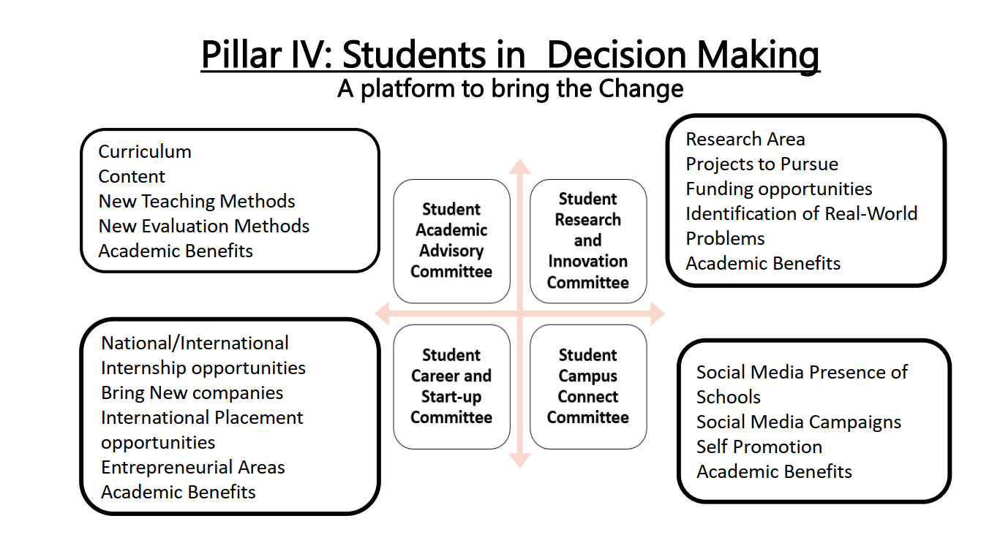 Pillar IV: Students in  Decision Making
A platform to bring the Change
Curriculum
Content
New Teaching Methods
New Evaluation Methods
Academic Benefits
Student
Academic
Advisory
Committee
Student
Research
and
Innovation
Committee
Research Area
Projects to Pursue
Funding opportunities
Identification of Real-World
Problems
Academic Benefits
National/International
Internship opportunities
Bring New companies
International Placement
opportunities
Entrepreneurial Areas
Academic Benefits
Student
Career and
Start-up
Committee
Student
Campus
Connect
Committee
Social Media Presence of
Schools
Social Media Campaigns
Self Promotion
Academic Benefits